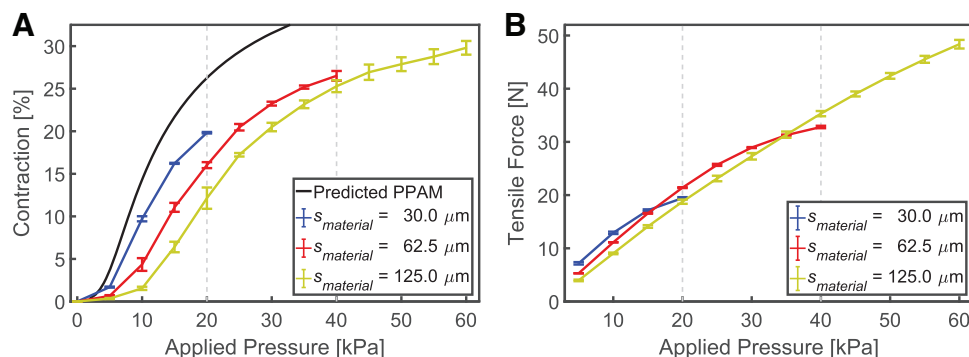 A
Contraction [%]
30
25
20
15
10
5
0
0 10 20 30 40 50 60
Applied Pressure [kPa]
Predicted PPAM
s_material = 30.0 μm
s_material = 62.5 μm
s_material = 125.0 μm
B
Tensile Force [N]
50
40
30
20
10
0
10 20 30 40 50 60
Applied Pressure [kPa]
s_material = 30.0 μm
s_material = 62.5 μm
s_material = 125.0 μm